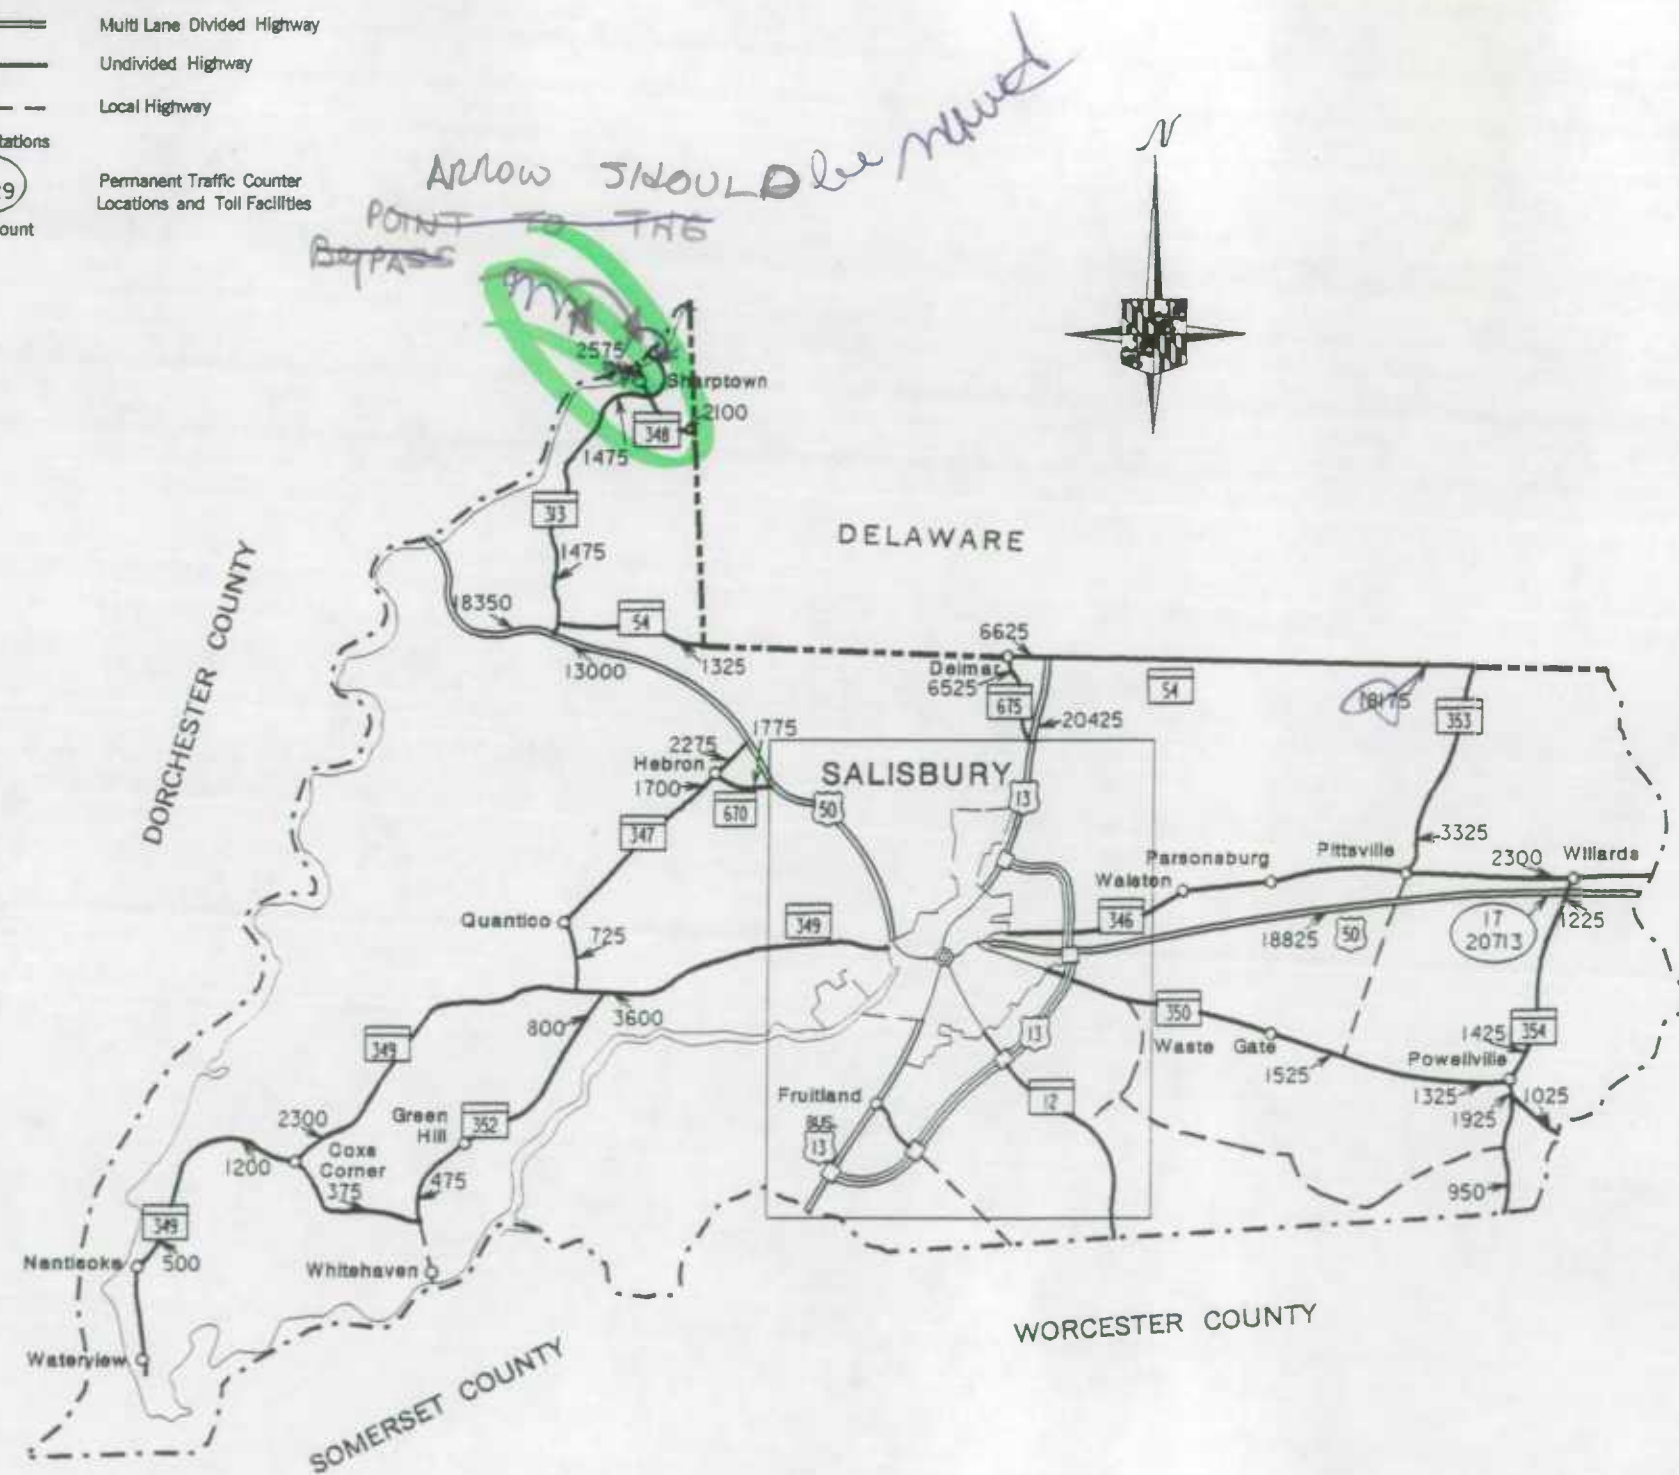 Multi Lane Divided Highway
Undivided Highway
Local Highway
Permanent Traffic Counter
Locations and Toll Facilities
ARROW SHOULD be
POINT TO THE
ByPASS
N
2575
Sharptown
2100
348
1475
313
DELAWARE
1475
DORCHESTER COUNTY
18350
54
6625
13000
1325
Delmar
6525
54
675
18175
353
20425
1775
2275
Hebron
SALISBURY
1700
13
670
50
347
3325
Parsonsburg
Pittsville
2300
Willards
Walston
Quantico
349
346
17
20713
1225
725
18825
50
800
3600
350
349
13
Waste Gate
1425
354
Powellville
1525
Green
Hill
352
Fruitland
12
1325
1025
1925
2300
BUS.
13
Coxs
Corner
1200
375
475
950
349
Nanticoke
500
Whitehaven
WORCESTER COUNTY
Waterview
SOMERSET COUNTY